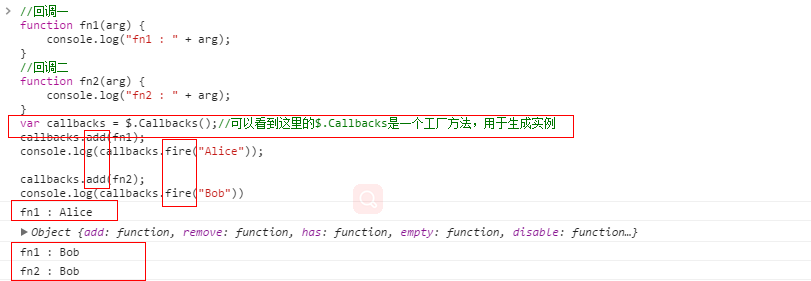 //回调一
function fn1(arg) {
console.log("fn1 : " + arg);
}
//回调二
function fn2(arg) {
console.log("fn2 : " + arg);
}
var callbacks = $.Callbacks();//可以看到这里的$.Callbacks是一个工厂方法，用于生成实例
callbacks.add(fn1);
console.log(callbacks.fire("Alice"));
callbacks.add(fn2);
console.log(callbacks.fire("Bob"))
fn1 : Alice
Object {add: function, remove: function, has: function, empty: function, disable: function…}
fn1 : Bob
fn2 : Bob